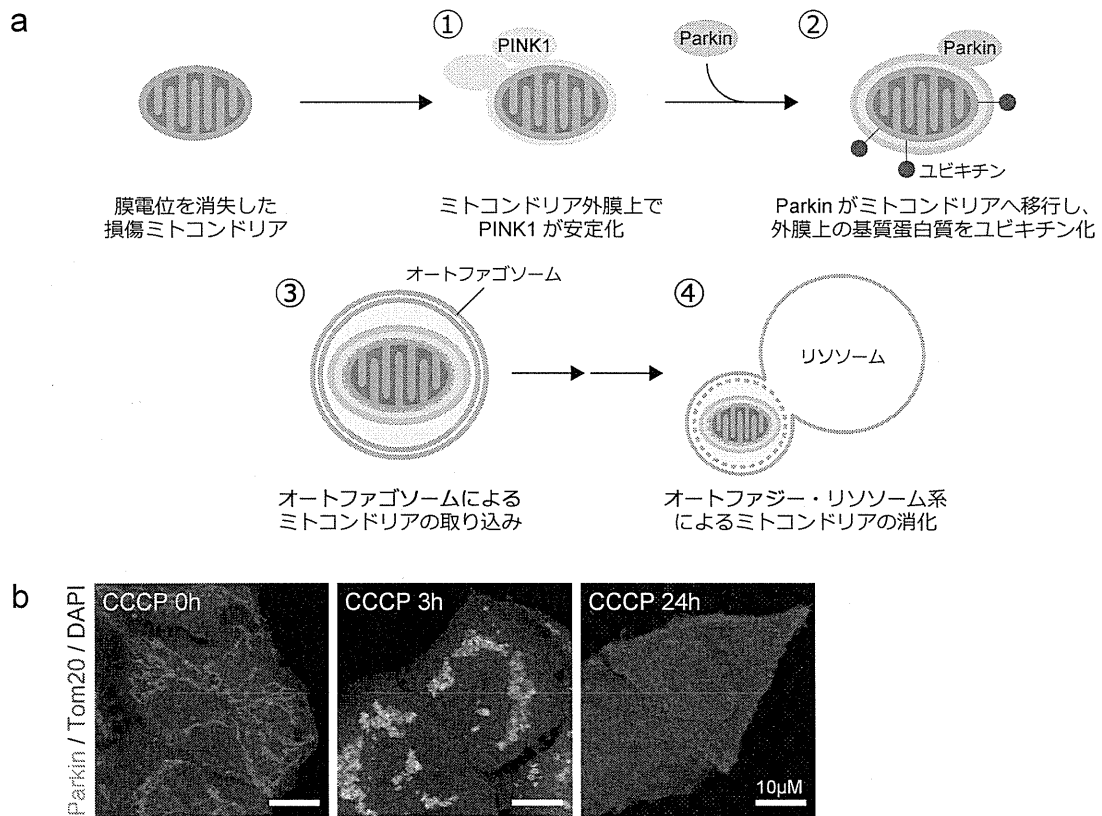 a
①
PINK1
Parkin
②
Parkin
ユビキチン
膜電位を消失した
損傷ミトコンドリア
ミトコンドリア外膜上で
PINK1 が安定化
Parkin がミトコンドリアへ移行し、
外膜上の基質蛋白質をユビキチン化
③
オートファゴソーム
④
リソソーム
オートファゴソームによる
ミトコンドリアの取り込み
オートファジー・リソソーム系
によるミトコンドリアの消化
b
Parkin / Tom20 / DAPI
CCCP 0h
CCCP 3h
CCCP 24h
10μM